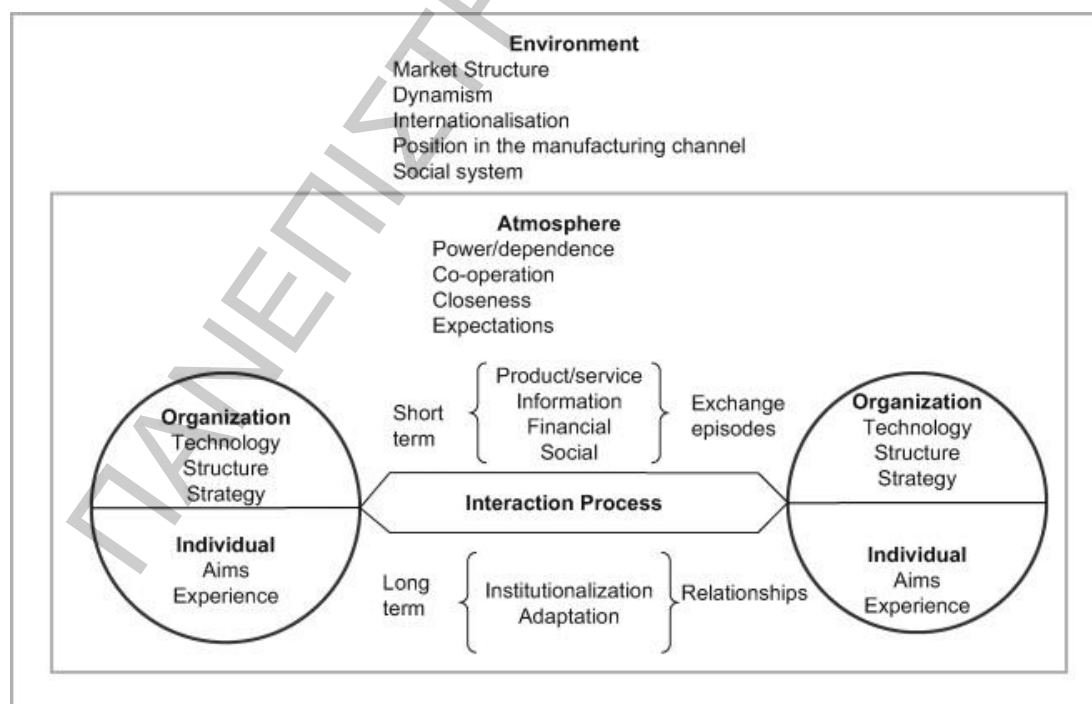 Environment
Market Structure
Dynamism
Internationalisation
Position in the manufacturing channel
Social system
Atmosphere
Power/dependence
Co-operation
Closeness
Expectations
Organization
Technology
Structure
Strategy
Individual
Aims
Experience
Short
term
Product/service
Information
Financial
Social
Exchange
episodes
Interaction Process
Long
term
Institutionalization
Adaptation
Relationships
Organization
Technology
Structure
Strategy
Individual
Aims
Experience